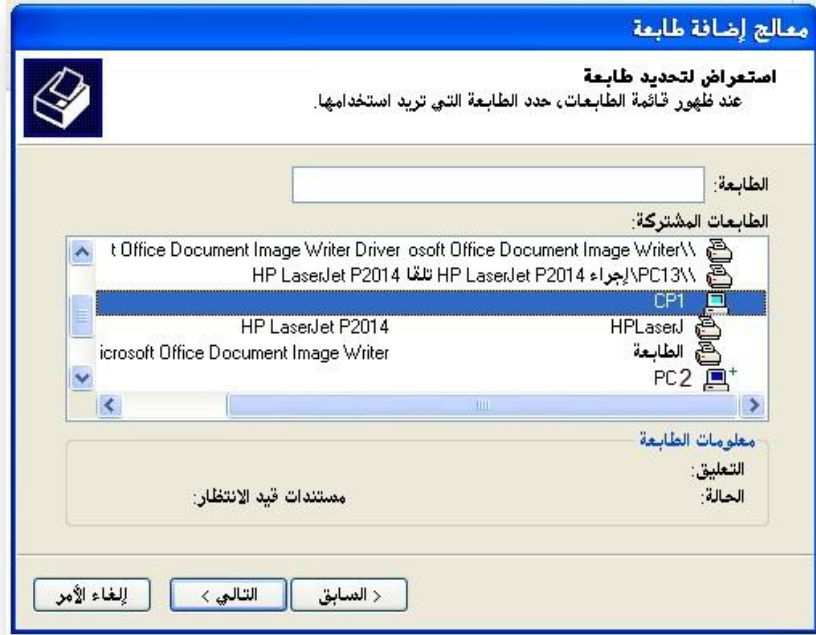 معالج إضافة طابعة
استعراض لتحديد طابعة
عند ظهور قائمة الطابعات، حدد الطابعة التي تريد استخدامها.
الطابعة:
الطابعات المشتركة:
\\osoft Office Document Image Writer t Office Document Image Writer Driver
\\PC13\إجراء HP LaserJet P2014 تلقا HP LaserJet P2014
CP1
HPLaserJ HP LaserJet P2014
الطابعة icrosoft Office Document Image Writer
PC2
معلومات الطابعة
التعليق:
الحالة: مستندات قيد الانتظار:
< السابق التالي > إلغاء الأمر